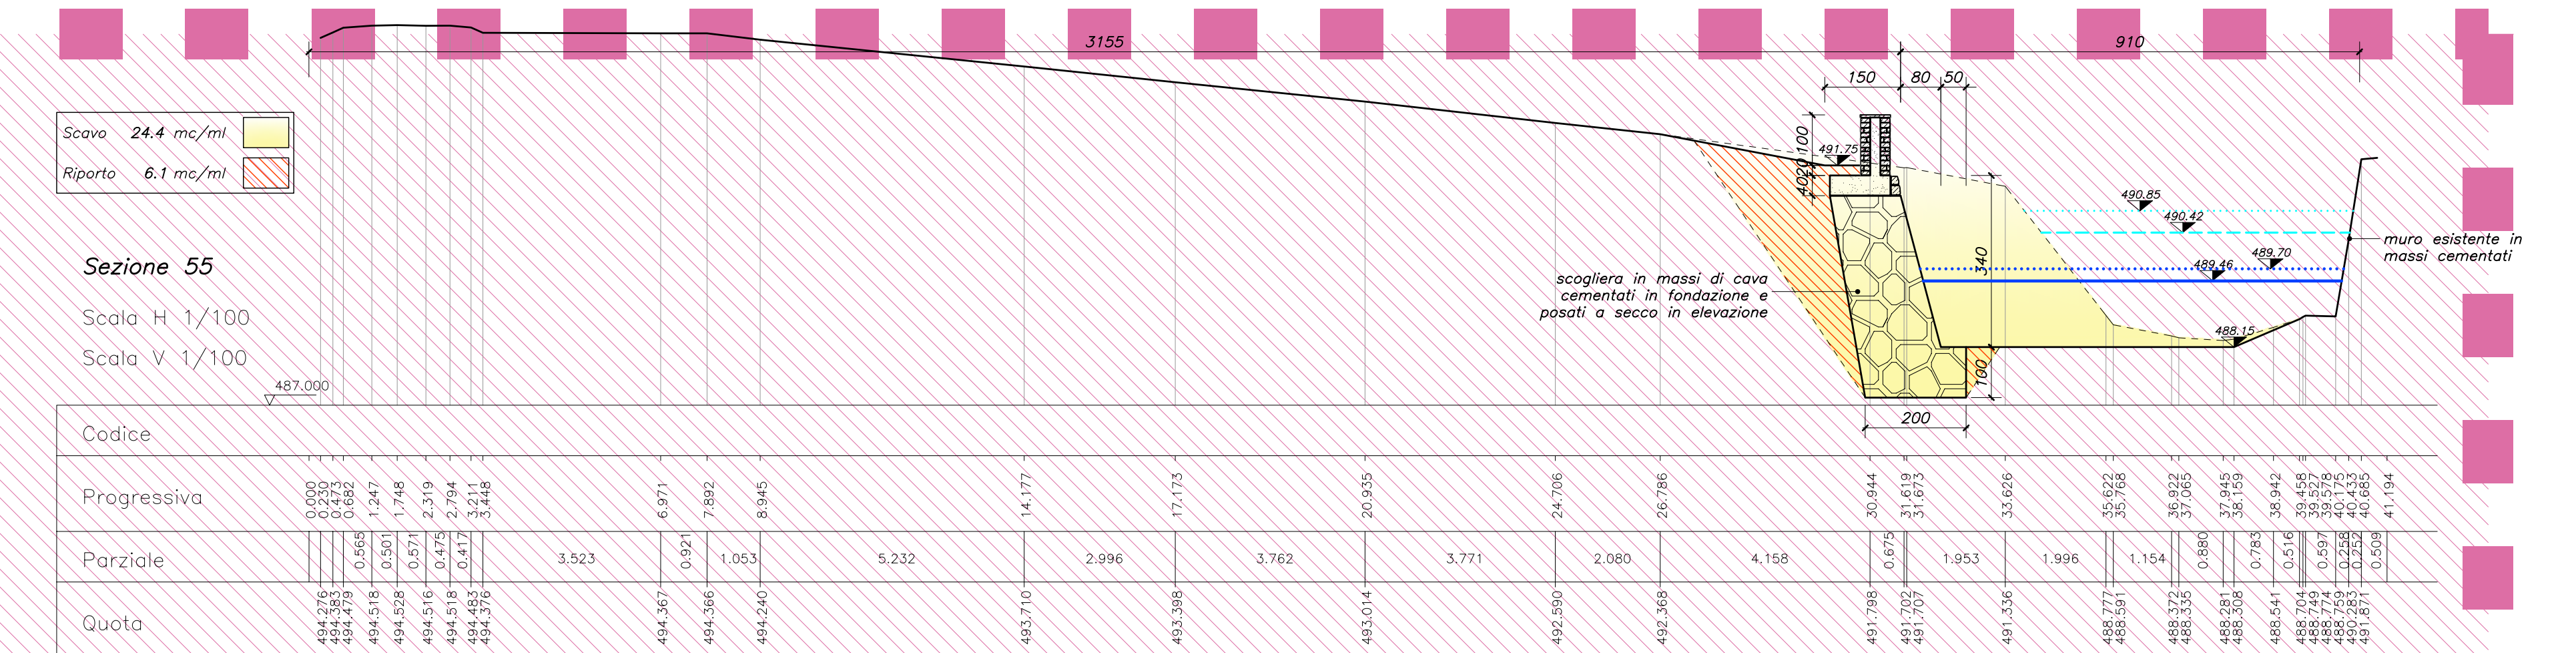 3155
910
150
80
50
Scavo 24.4 mc/ml
Riporto 6.1 mc/ml
100
20
40
491.75
490.85
490.42
489.70
489.46
488.15
340
100
200
muro esistente in
massi cementati
Sezione 55
Scala H 1/100
Scala V 1/100
scogliera in massi di cava
cementati in fondazione e
posati a secco in elevazione
487.000
Codice
Progressiva 0.000 0.230 0.473 0.682 1.247 1.748 2.319 2.794 3.211 3.448 6.971 7.892 8.945 14.177 17.173 20.935 24.706 26.786 30.944 31.619 31.673 33.626 35.622 35.768 36.922 37.065 37.945 38.159 38.942 39.458 39.527 39.578 40.175 40.433 40.685 41.194
Parziale 0.565 0.501 0.571 0.475 0.417 3.523 0.921 1.053 5.232 2.996 3.762 3.771 2.080 4.158 0.675 1.953 1.996 1.154 0.880 0.783 0.516 0.597 0.258 0.252 0.509
Quota 494.276 494.383 494.479 494.518 494.528 494.516 494.518 494.483 494.376 494.367 494.366 494.240 493.710 493.398 493.014 492.590 492.368 491.798 491.702 491.707 491.336 488.777 488.591 488.372 488.335 488.281 488.308 488.541 488.704 488.749 488.774 488.759 490.283 491.871